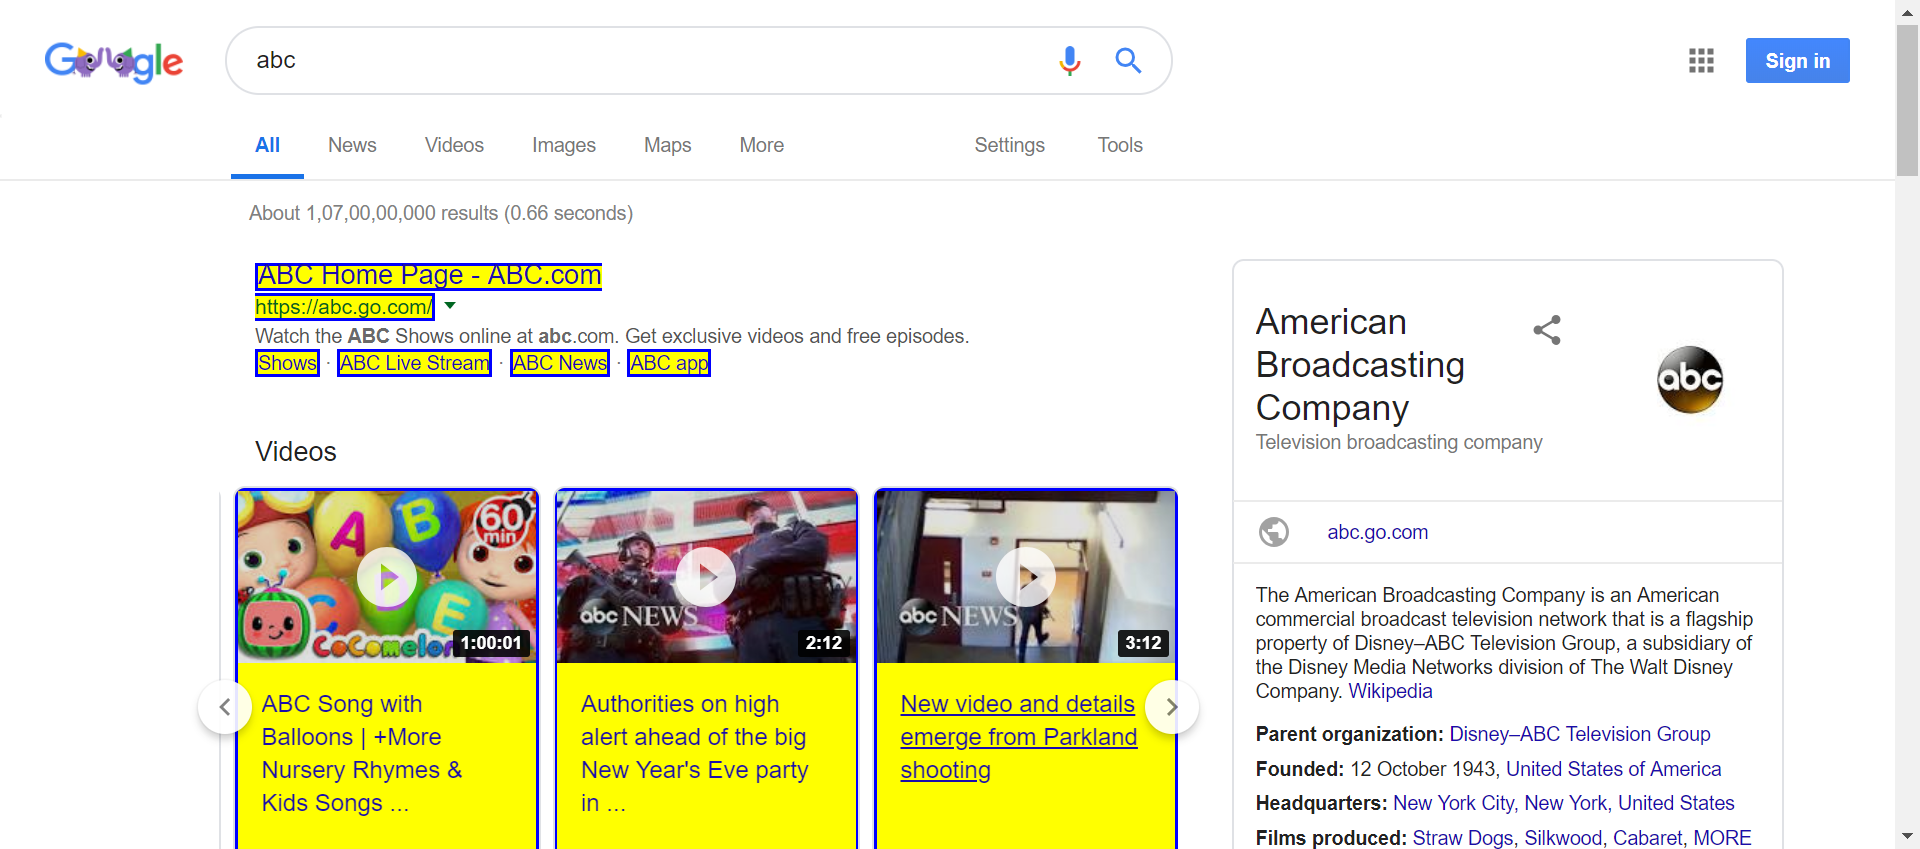 Google
abc
Sign in
All News Videos Images Maps More Settings Tools
About 1,07,00,00,000 results (0.66 seconds)
ABC Home Page - ABC.com
https://abc.go.com/
Watch the ABC Shows online at abc.com. Get exclusive videos and free episodes.
Shows · ABC Live Stream · ABC News · ABC app
Videos
A B
60
min
C E
CoComelon
1:00:01
ABC Song with
Balloons | +More
Nursery Rhymes &
Kids Songs ...
abc NEWS
2:12
Authorities on high
alert ahead of the big
New Year's Eve party
in ...
abc NEWS
3:12
New video and details
emerge from Parkland
shooting
American
Broadcasting
Company
abc
Television broadcasting company
abc.go.com
The American Broadcasting Company is an American
commercial broadcast television network that is a flagship
property of Disney–ABC Television Group, a subsidiary of
the Disney Media Networks division of The Walt Disney
Company. Wikipedia
Parent organization: Disney–ABC Television Group
Founded: 12 October 1943, United States of America
Headquarters: New York City, New York, United States
Films produced: Straw Dogs, Silkwood, Cabaret, MORE